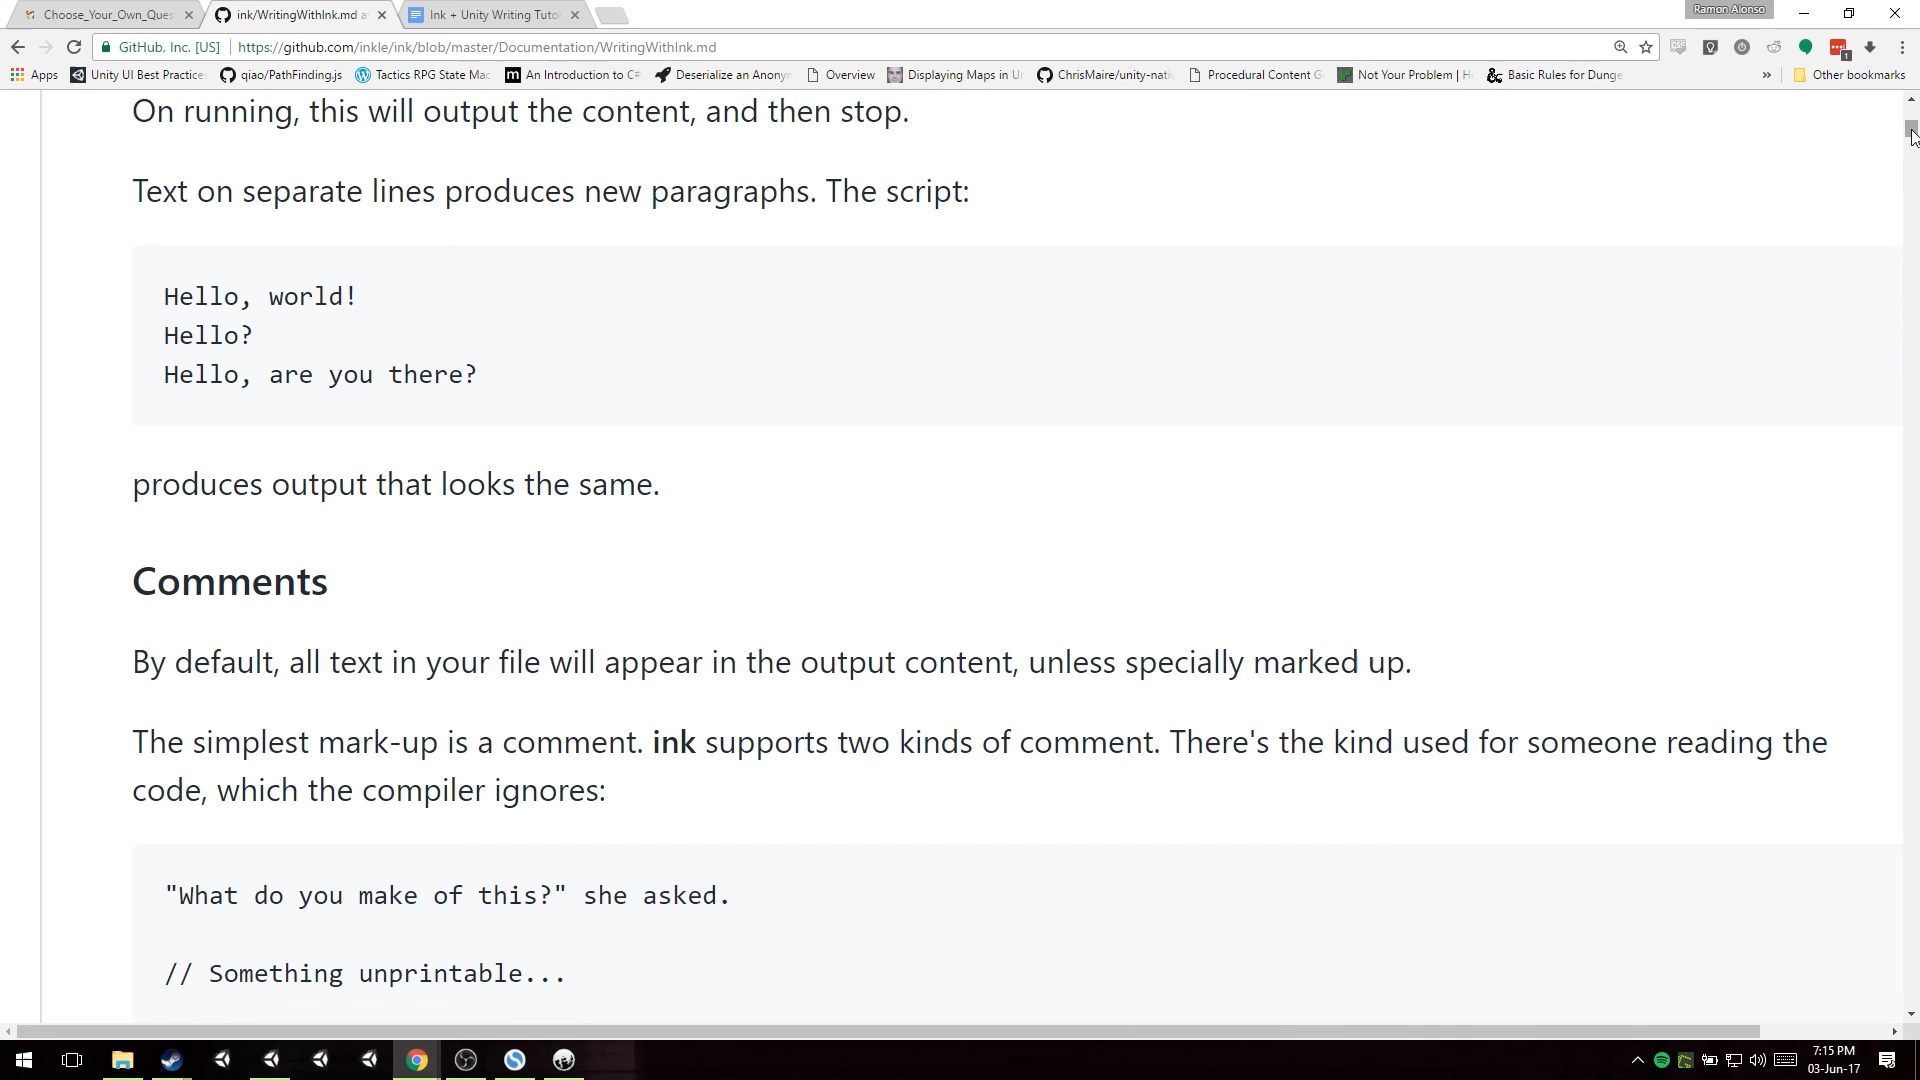 Choose_Your_Own_Ques
ink/WritingWithInk.md a
Ink + Unity Writing Tuto
Ramon Alonso
GitHub, Inc. [US]
https://github.com/inkle/ink/blob/master/Documentation/WritingWithInk.md
Apps
Unity UI Best Practice
qiao/PathFinding.js
Tactics RPG State Mac
An Introduction to C#
Deserialize an Anonym
Overview
Displaying Maps in U
ChrisMaire/unity-nati
Procedural Content G
Not Your Problem | H
Basic Rules for Dunge
»
Other bookmarks
On running, this will output the content, and then stop.
Text on separate lines produces new paragraphs. The script:
Hello, world!
Hello?
Hello, are you there?
produces output that looks the same.
Comments
By default, all text in your file will appear in the output content, unless specially marked up.
The simplest mark-up is a comment. ink supports two kinds of comment. There's the kind used for someone reading the
code, which the compiler ignores:
"What do you make of this?" she asked.
// Something unprintable...
7:15 PM
03-Jun-17